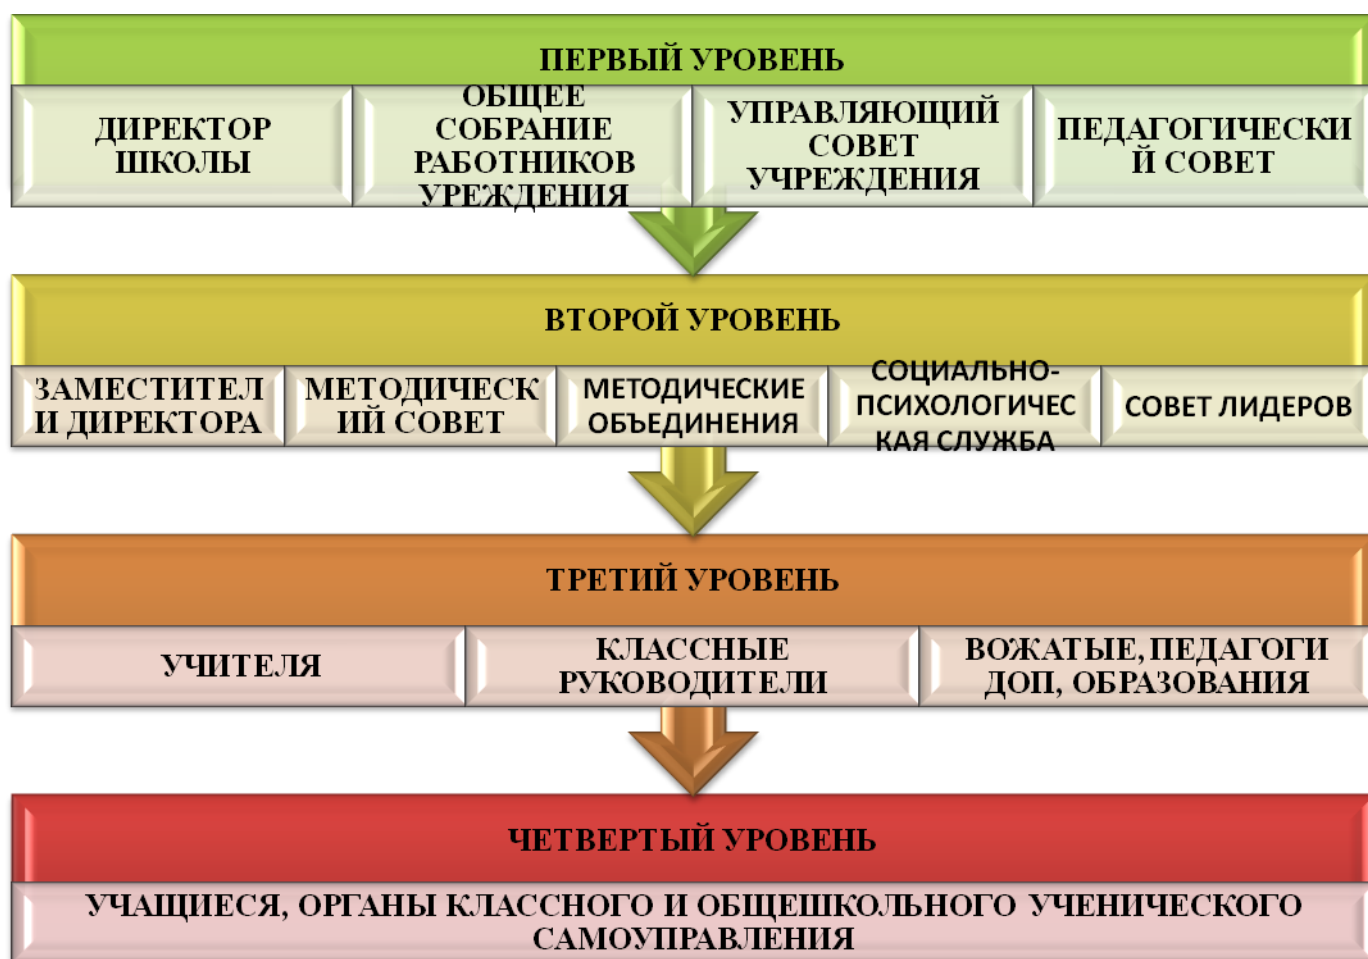 ПЕРВЫЙ УРОВЕНЬ
ДИРЕКТОР
ШКОЛЫ
ОБЩЕЕ
СОБРАНИЕ
РАБОТНИКОВ
УРЕЖДЕНИЯ
УПРАВЛЯЮЩИЙ
СОВЕТ
УЧРЕЖДЕНИЯ
ПЕДАГОГИЧЕСКИ
Й СОВЕТ
ВТОРОЙ УРОВЕНЬ
ЗАМЕСТИТЕЛ
И ДИРЕКТОРА
МЕТОДИЧЕСК
ИЙ СОВЕТ
МЕТОДИЧЕСКИЕ
ОБЪЕДИНЕНИЯ
СОЦИАЛЬНО-
ПСИХОЛОГИЧЕС
КАЯ СЛУЖБА
СОВЕТ ЛИДЕРОВ
ТРЕТИЙ УРОВЕНЬ
УЧИТЕЛЯ
КЛАССНЫЕ
РУКОВОДИТЕЛИ
ВОЖАТЫЕ, ПЕДАГОГИ
ДОП, ОБРАЗОВАНИЯ
ЧЕТВЕРТЫЙ УРОВЕНЬ
УЧАЩИЕСЯ, ОРГАНЫ КЛАССНОГО И ОБЩЕШКОЛЬНОГО УЧЕНИЧЕСКОГО
САМОУПРАВЛЕНИЯ